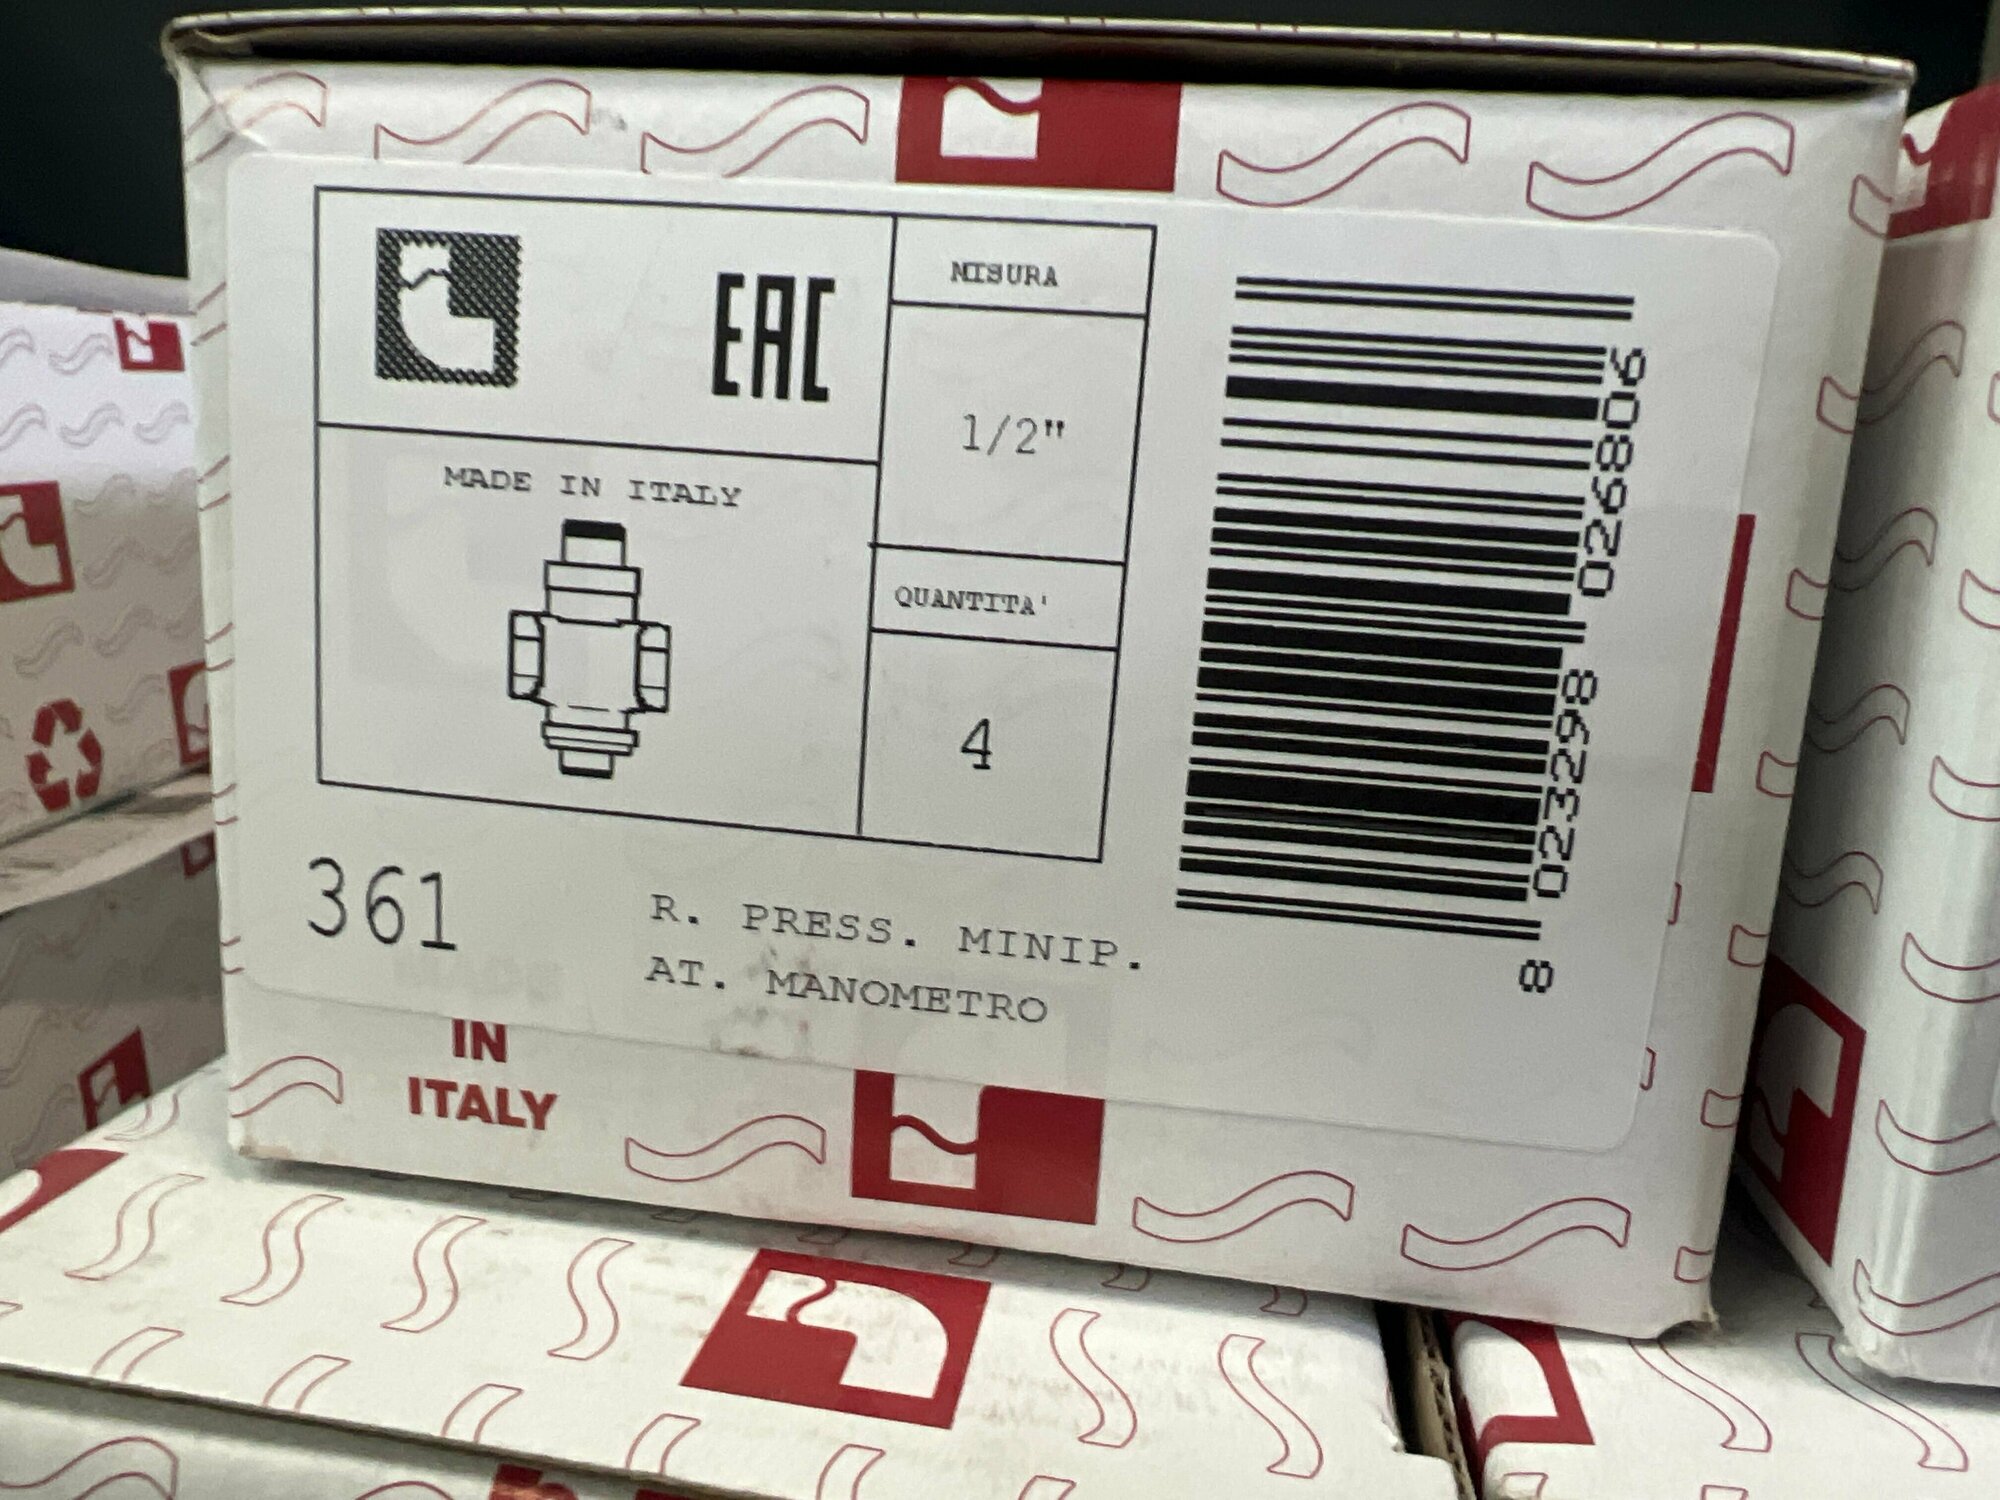 EAC
MISURA
1/2"
MADE IN ITALY
QUANTITA'
4
361
R. PRESS. MINIP.
AT. MANOMETRO
8 023298 026806
IN
ITALY